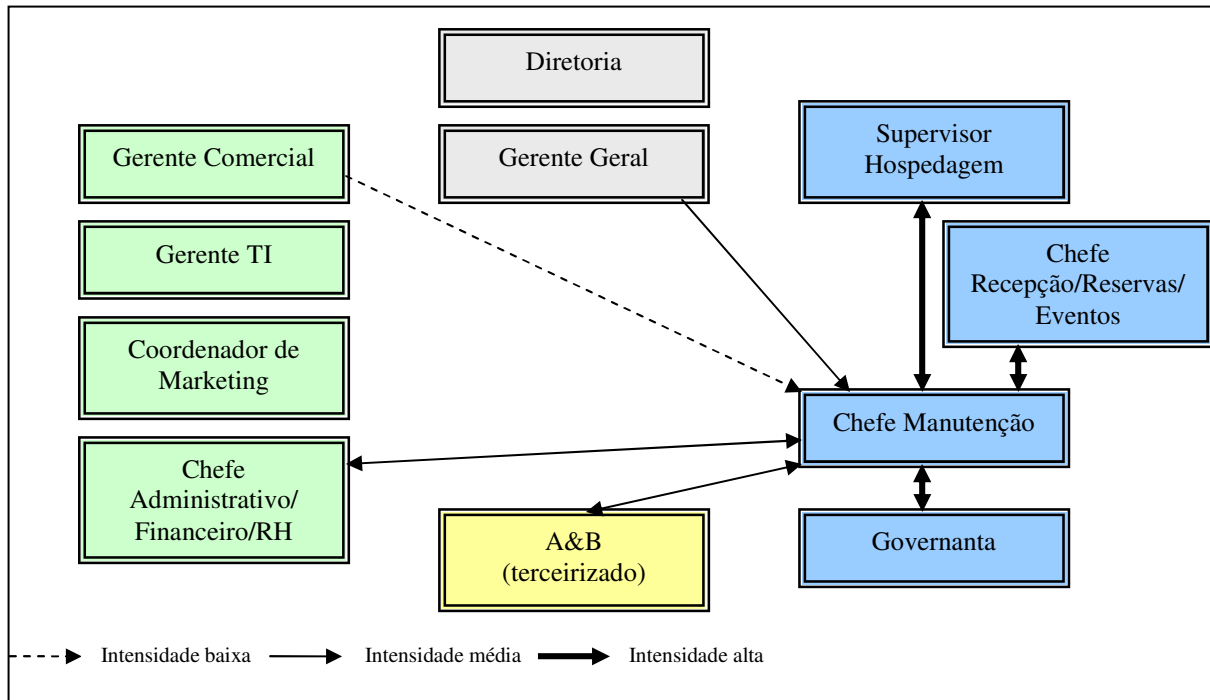 Diretoria
Gerente Geral
Gerente Comercial
Gerente TI
Coordenador de
Marketing
Chefe
Administrativo/
Financeiro/RH
Supervisor
Hospedagem
Chefe
Recepção/Reservas/
Eventos
Chefe Manutenção
Governanta
A&B
(terceirizado)
Intensidade baixa
Intensidade média
Intensidade alta